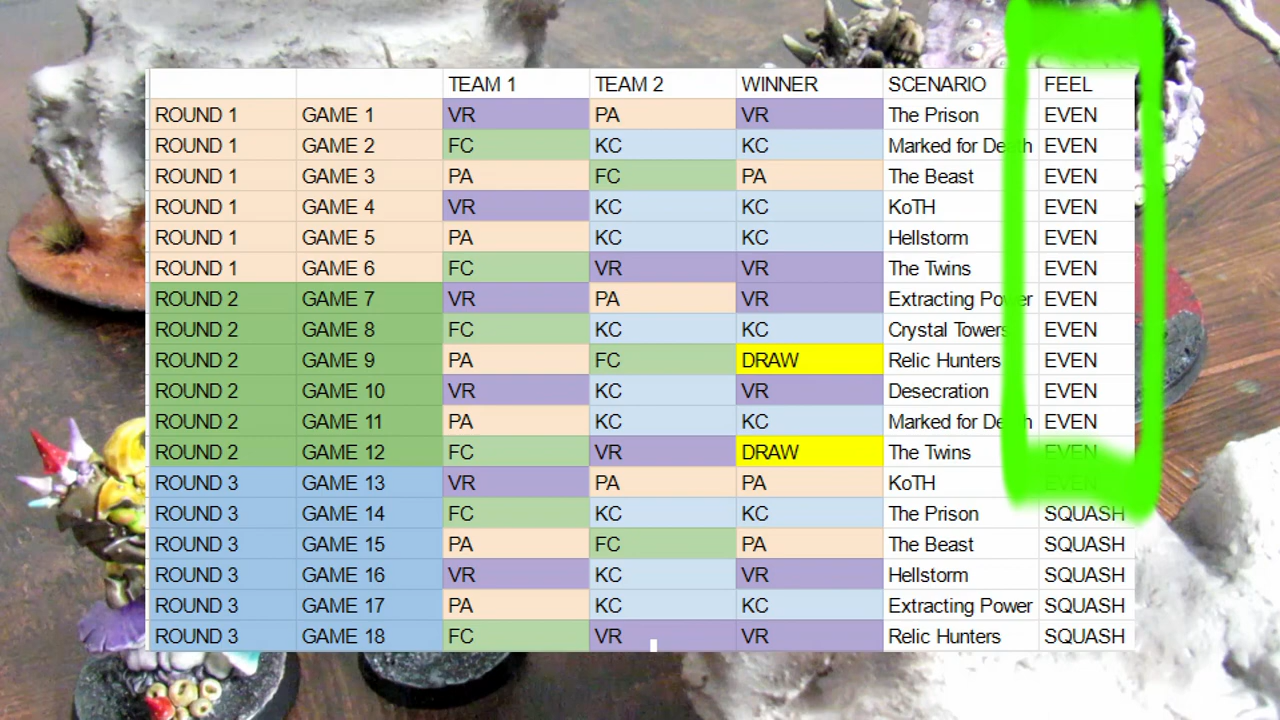 TEAM 1 TEAM 2 WINNER SCENARIO FEEL
ROUND 1 GAME 1 VR PA VR The Prison EVEN
ROUND 1 GAME 2 FC KC KC Marked for Death EVEN
ROUND 1 GAME 3 PA FC PA The Beast EVEN
ROUND 1 GAME 4 VR KC KC KoTH EVEN
ROUND 1 GAME 5 PA KC KC Hellstorm EVEN
ROUND 1 GAME 6 FC VR VR The Twins EVEN
ROUND 2 GAME 7 VR PA VR Extracting Power EVEN
ROUND 2 GAME 8 FC KC KC Crystal Towers EVEN
ROUND 2 GAME 9 PA FC DRAW Relic Hunters EVEN
ROUND 2 GAME 10 VR KC VR Desecration EVEN
ROUND 2 GAME 11 PA KC KC Marked for Death EVEN
ROUND 2 GAME 12 FC VR DRAW The Twins EVEN
ROUND 3 GAME 13 VR PA PA KoTH EVEN
ROUND 3 GAME 14 FC KC KC The Prison SQUASH
ROUND 3 GAME 15 PA FC PA The Beast SQUASH
ROUND 3 GAME 16 VR KC VR Hellstorm SQUASH
ROUND 3 GAME 17 PA KC KC Extracting Power SQUASH
ROUND 3 GAME 18 FC VR VR Relic Hunters SQUASH